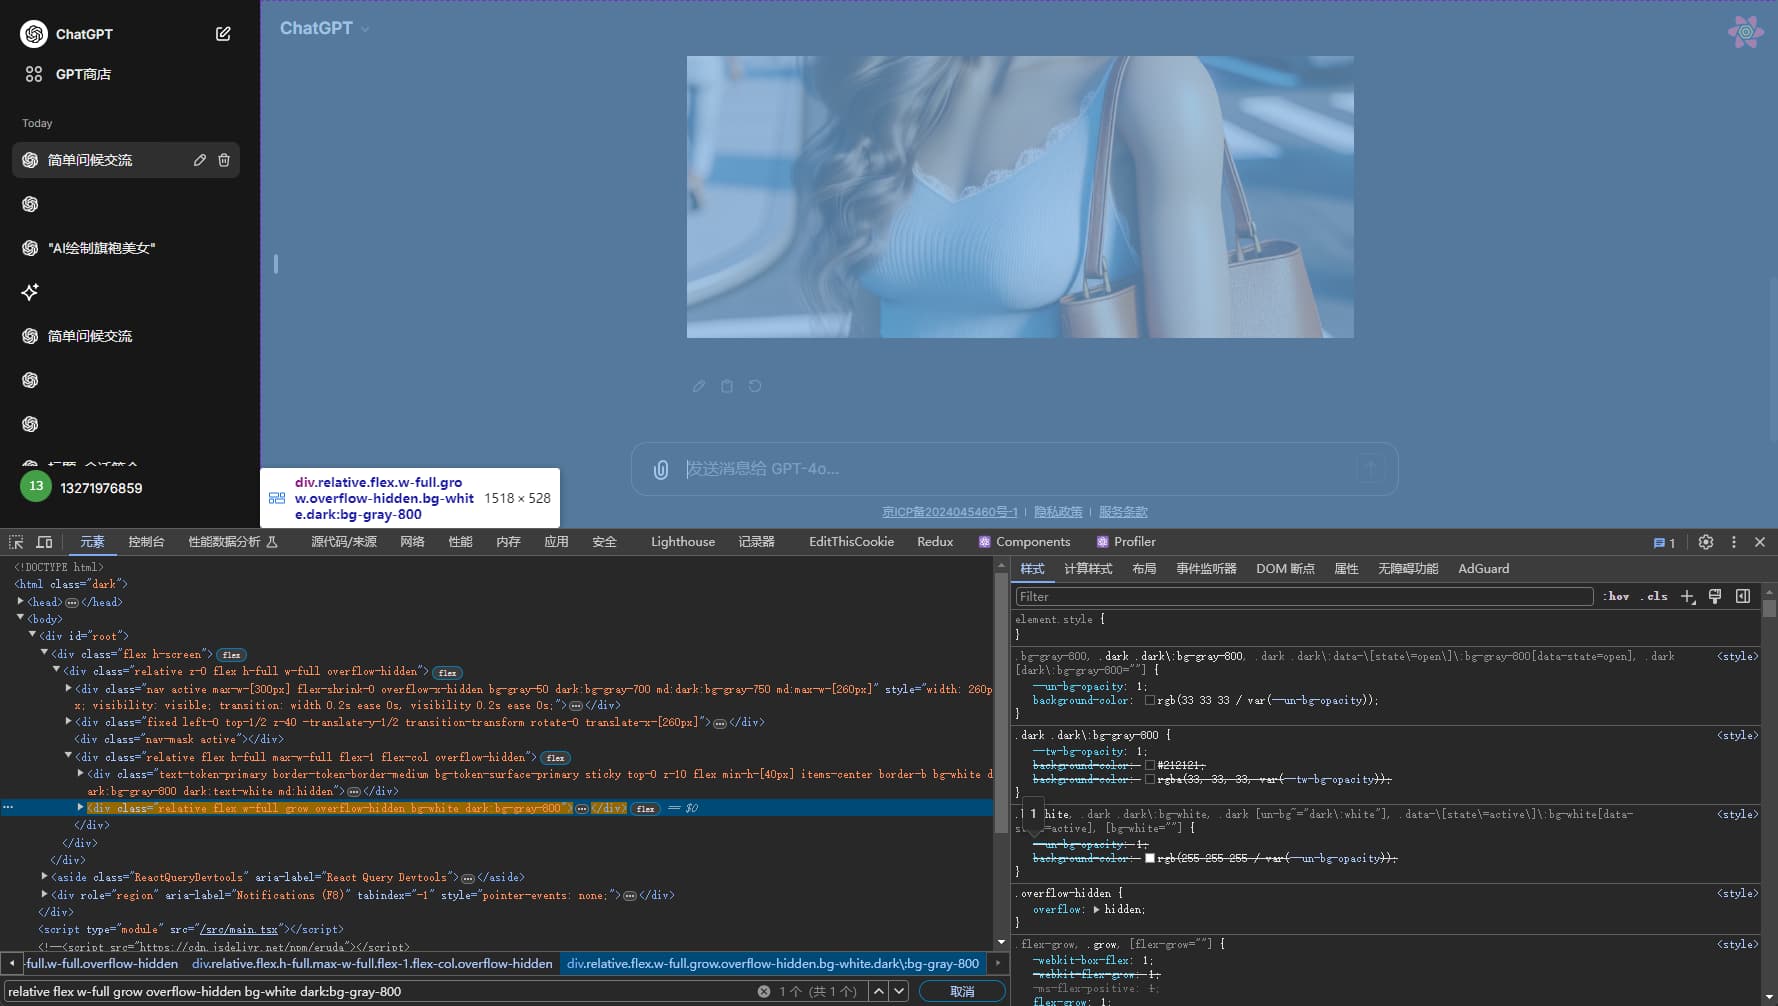 ChatGPT
GPT商店
Today
简单问候交流
"AI绘制旗袍美女"
简单问候交流
13
13271976859
ChatGPT
发送消息给 GPT-4o...
京ICP备2024045460号-1 | 隐私政策 | 服务条款
div.relative.flex.w-full.gro
w.overflow-hidden.bg-whit
e.dark:bg-gray-800
1518 × 528
元素 控制台 性能数据分析 源代码/来源 网络 性能 内存 应用 安全 Lighthouse 记录器 EditThisCookie Redux Components Profiler 1
<!DOCTYPE html>
<html class="dark">
<head>…</head>
<body>
<div id="root">
<div class="flex h-screen"> flex
<div class="relative z-0 flex h-full w-full overflow-hidden"> flex
<div class="nav active max-w-[300px] flex-shrink-0 overflow-x-hidden bg-gray-50 dark:bg-gray-700 md:dark:bg-gray-750 md:max-w-[260px]" style="width: 260p
x; visibility: visible; transition: width 0.2s ease 0s, visibility 0.2s ease 0s;">…</div>
<div class="fixed left-0 top-1/2 z-40 -translate-y-1/2 transition-transform rotate-0 translate-x-[260px]">…</div>
<div class="nav-mask active"></div>
<div class="relative flex h-full max-w-full flex-1 flex-col overflow-hidden"> flex
<div class="text-token-primary border-token-border-medium bg-token-surface-primary sticky top-0 z-10 flex min-h-[40px] items-center border-b bg-white d
ark:bg-gray-800 dark:text-white md:hidden">…</div>
<div class="relative flex w-full grow overflow-hidden bg-white dark:bg-gray-800">…</div> flex == $0
</div>
</div>
</div>
<aside class="ReactQueryDevtools" aria-label="React Query Devtools">…</aside>
<div role="region" aria-label="Notifications (F8)" tabindex="-1" style="pointer-events: none;">…</div>
</div>
<script type="module" src="/src/main.tsx"></script>
<!--<script src="https://cdn.jsdelivr.net/npm/eruda"></script>
-full.w-full.overflow-hidden div.relative.flex.h-full.max-w-full.flex-1.flex-col.overflow-hidden div.relative.flex.w-full.grow.overflow-hidden.bg-white.dark\:bg-gray-800
relative flex w-full grow overflow-hidden bg-white dark:bg-gray-800
1 个 (共 1 个)
取消
样式 计算样式 布局 事件监听器 DOM 断点 属性 无障碍功能 AdGuard
Filter
:hov .cls
element.style {
}
.bg-gray-800, .dark .dark\:bg-gray-800, .dark .dark\:data-\[state\=open\]\:bg-gray-800[data-state=open], .dark <style>
[dark\:bg-gray-800=""] {
--un-bg-opacity: 1;
background-color: rgb(33 33 33 / var(--un-bg-opacity));
}
.dark .dark\:bg-gray-800 { <style>
--tw-bg-opacity: 1;
background-color: #212121;
background-color: rgba(33, 33, 33, var(--tw-bg-opacity));
}
1
hite, .dark .dark\:bg-white, .dark [un-bg~="dark\:white"], .data-\[state\=active\]\:bg-white[data- <style>
=active], [bg-white=""] {
--un-bg-opacity: 1;
background-color: rgb(255 255 255 / var(--un-bg-opacity));
}
.overflow-hidden { <style>
overflow: hidden;
}
.flex-grow, .grow, [flex-grow=""] { <style>
-webkit-box-flex: 1;
-webkit-flex-grow: 1;
-ms-flex-positive: 1;
flex-grow: 1;